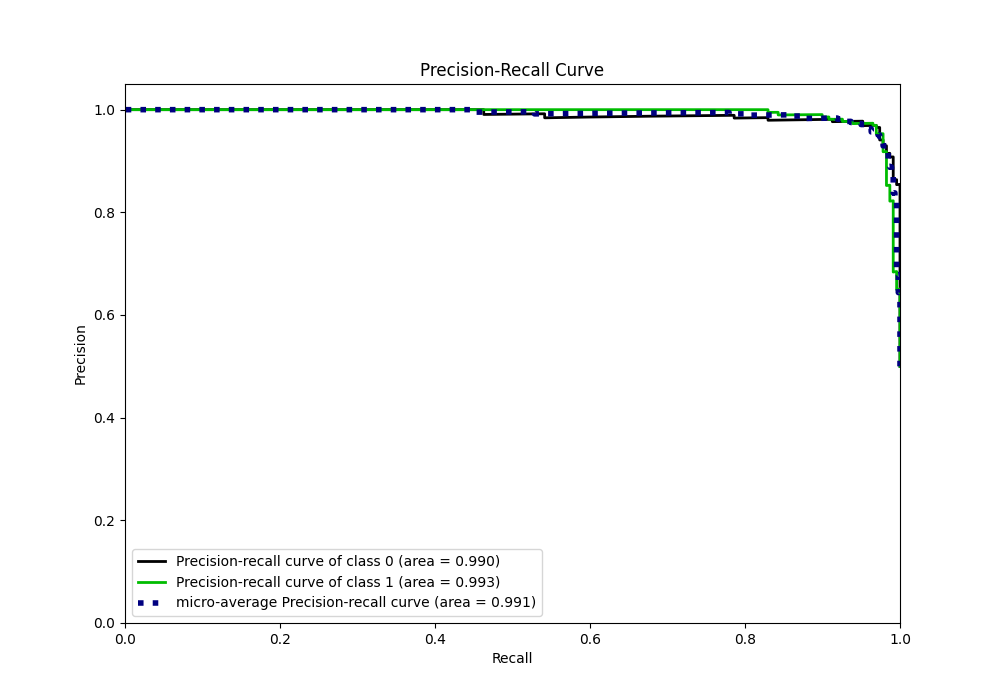 Precision-Recall Curve
1.0
0.8
0.6
0.4
0.2
0.0
Precision
Precision-recall curve of class 0 (area = 0.990)
Precision-recall curve of class 1 (area = 0.993)
micro-average Precision-recall curve (area = 0.991)
0.0 0.2 0.4 0.6 0.8 1.0
Recall